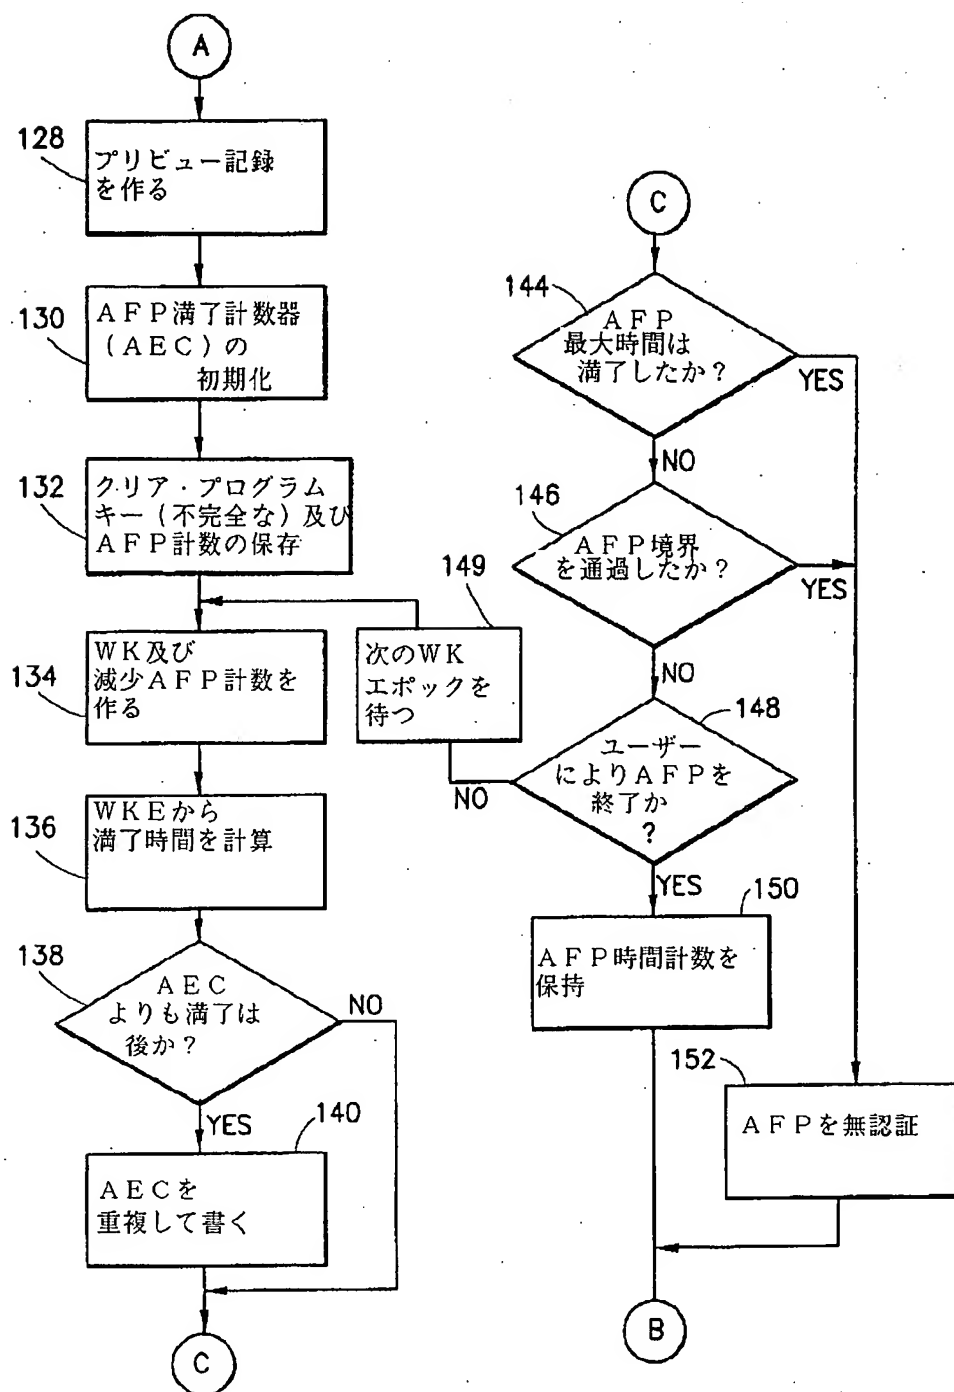 A
128
プリビュー記録
を作る
130
AFP満了計数器
(AEC)の
初期化
132
クリア・プログラム
キー(不完全な)及び
AFP計数の保存
134
WK及び
減少AFP計数を
作る
149
次のWK
エポックを
待つ
136
WKEから
満了時間を計算
138
AEC
よりも満了は
後か?
NO
YES
140
AECを
重複して書く
C
C
144
AFP
最大時間は
満了したか?
YES
NO
146
AFP境界
を通過したか?
YES
NO
148
ユーザー
によりAFPを
終了か
?
NO
YES
150
AFP時間計数を
保持
152
AFPを無認証
B